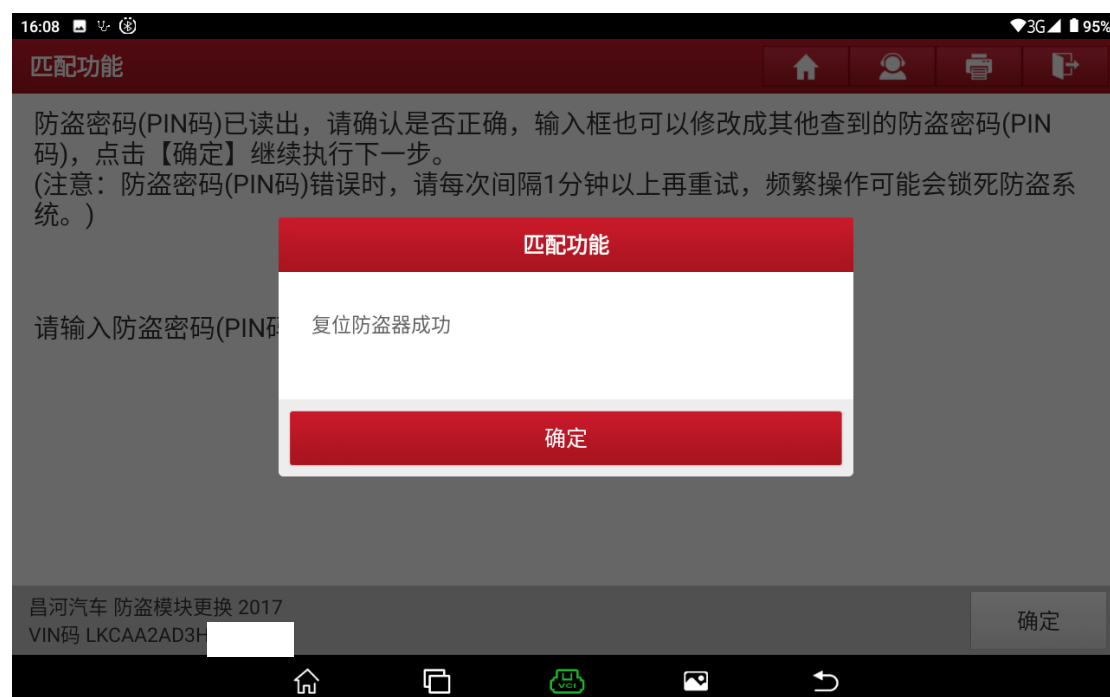 16:08
3G
95%
匹配功能
防盗密码(PIN码)已读出，请确认是否正确，输入框也可以修改成其他查到的防盗密码(PIN
码)，点击【确定】继续执行下一步。
(注意：防盗密码(PIN码)错误时，请每次间隔1分钟以上再重试，频繁操作可能会锁死防盗系
统。)
匹配功能
请输入防盗密码(PIN码
复位防盗器成功
确定
昌河汽车 防盗模块更换 2017
VIN码 LKCAA2AD3H
确定
VCI